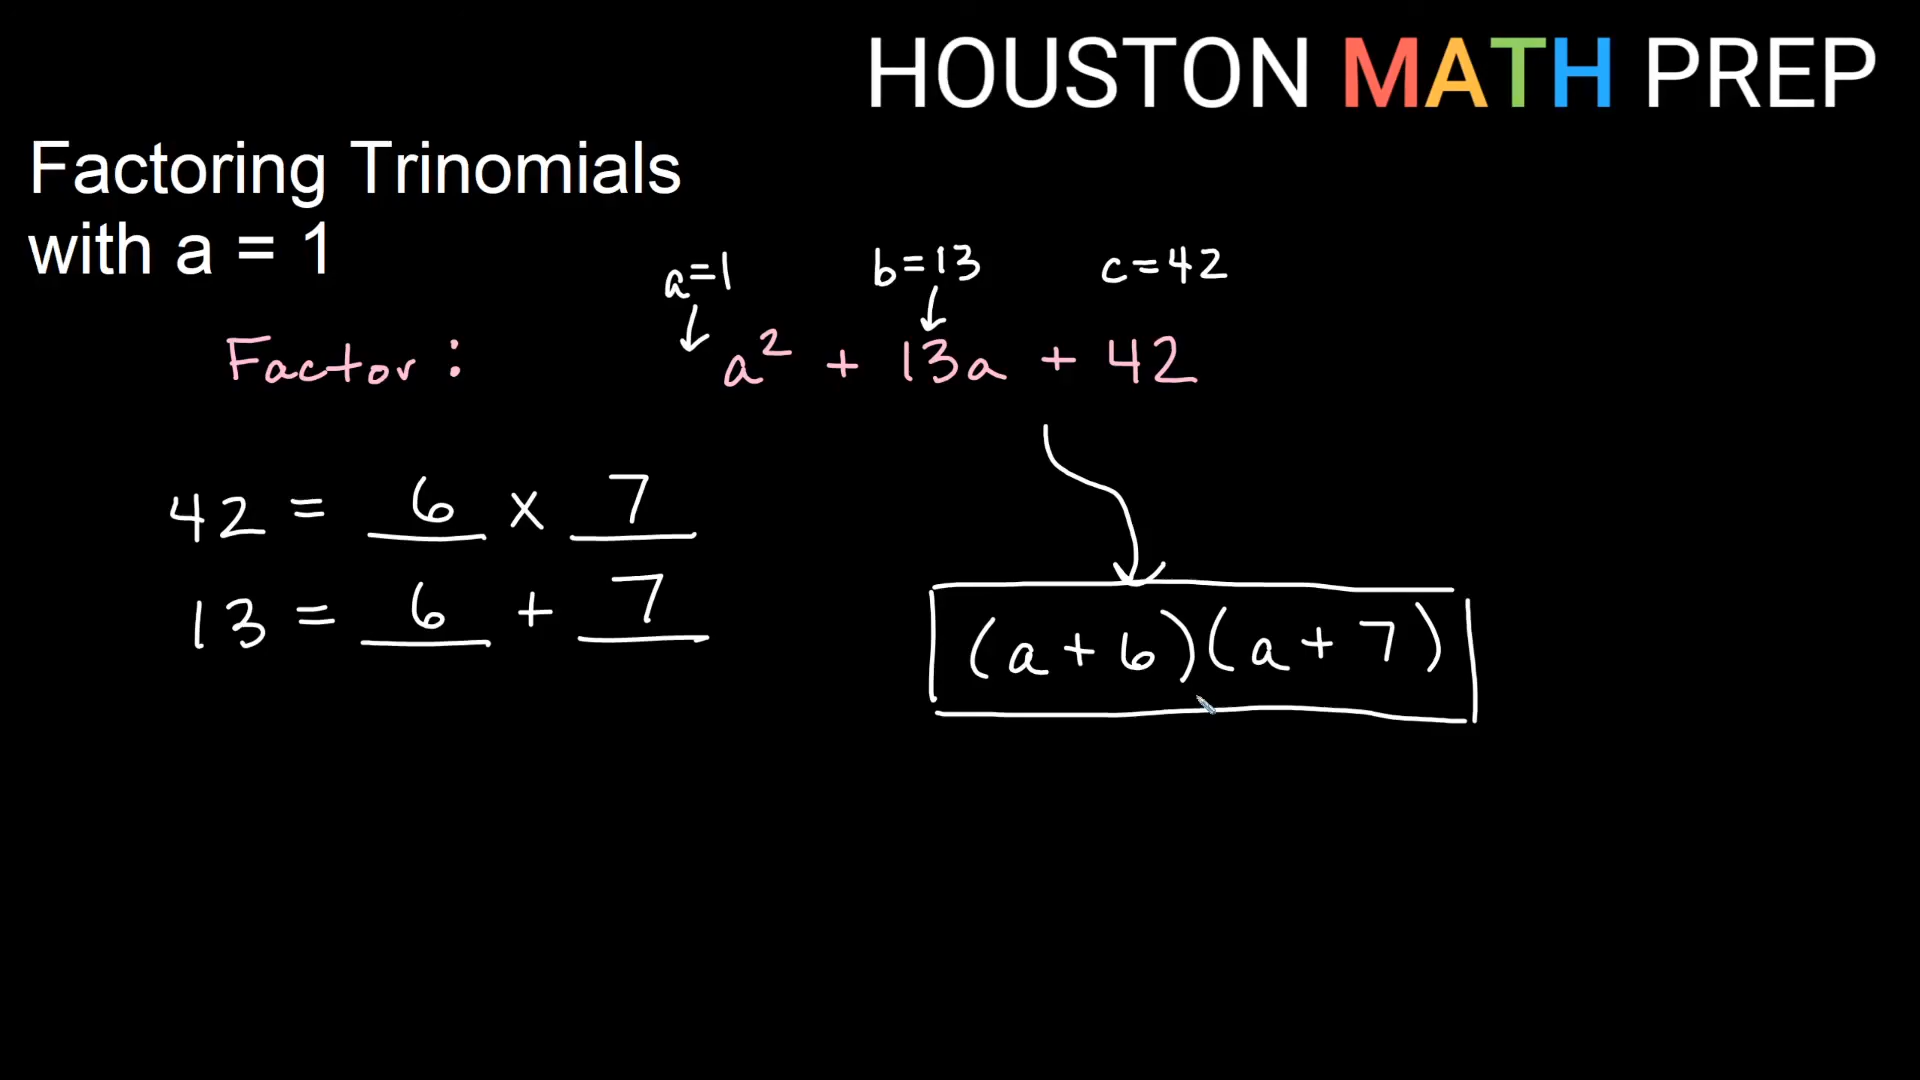 HOUSTON MATH PREP
Factoring Trinomials
with a = 1
a=1 b=13 c=42
Factor: a² + 13a + 42
42 = 6 x 7
13 = 6 + 7
(a+6)(a+7)